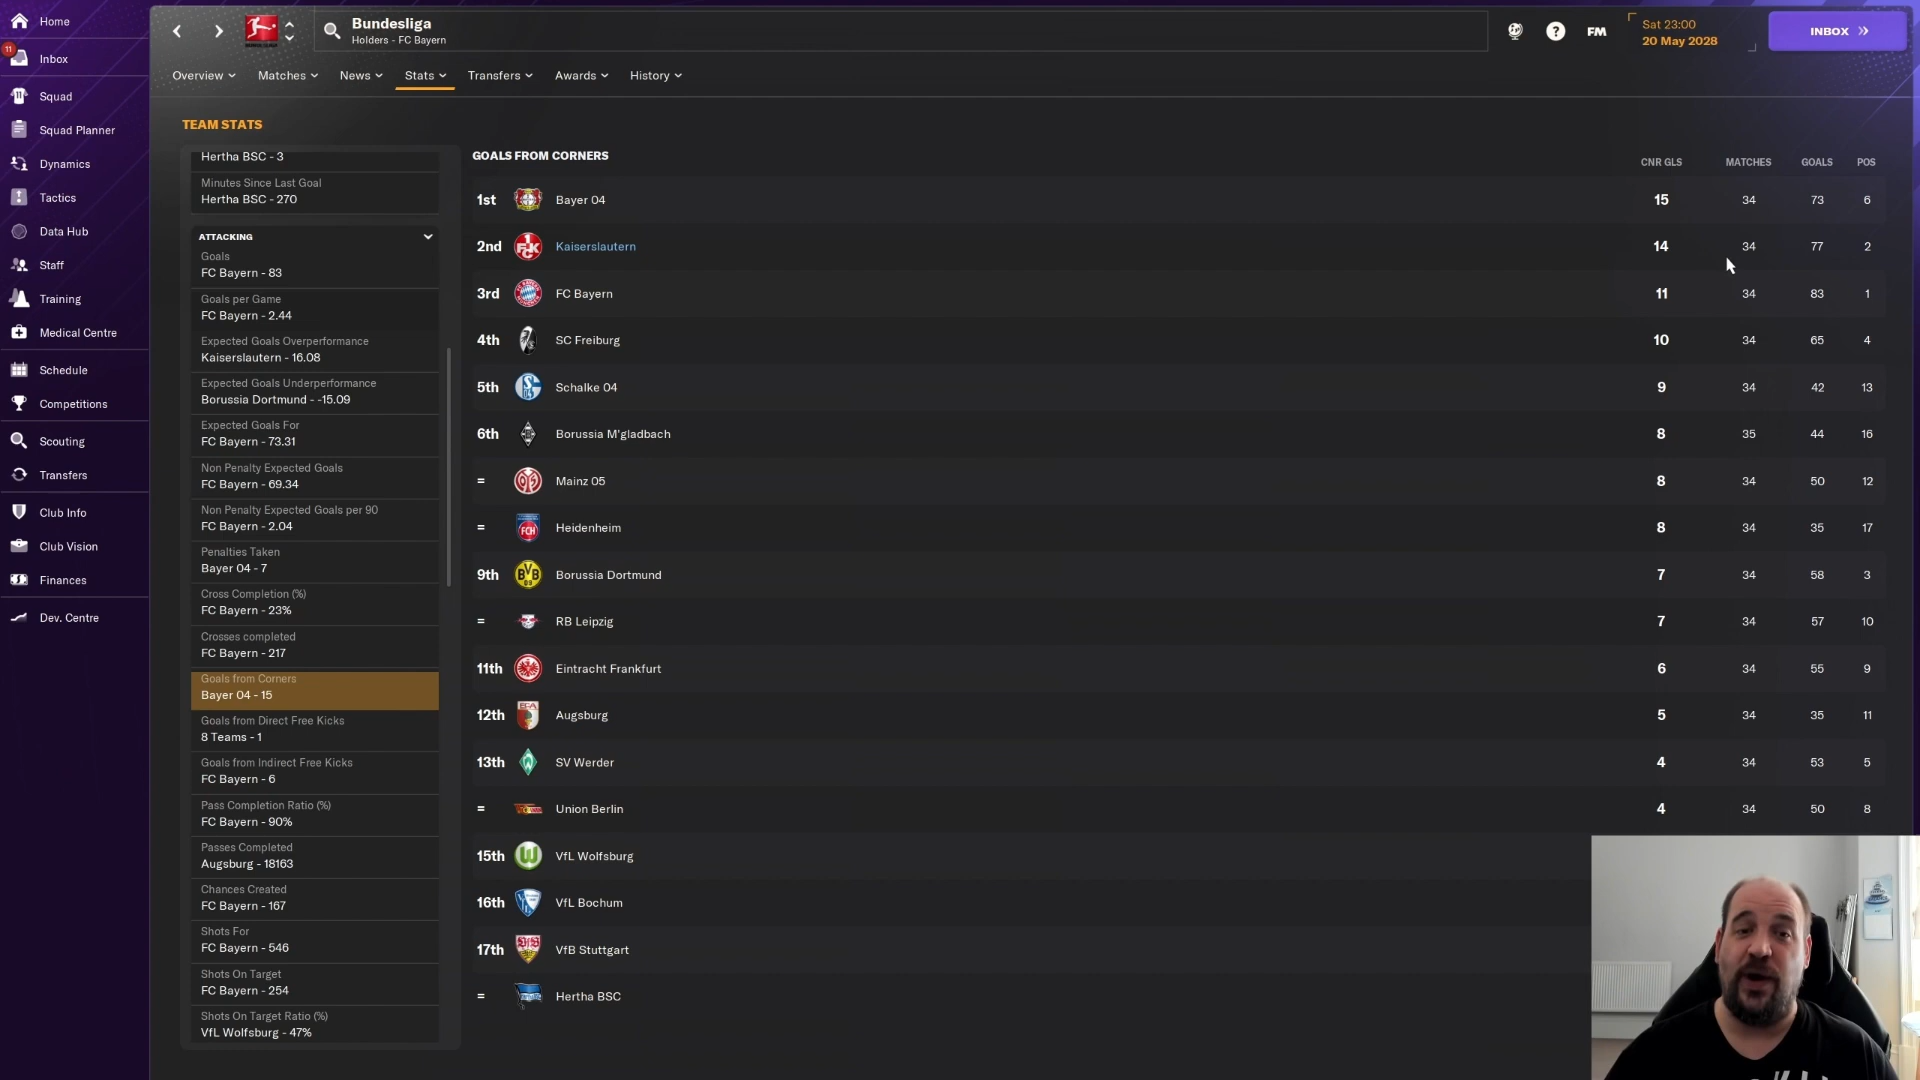 Home
11
Inbox
Squad
Squad Planner
Dynamics
Tactics
Data Hub
Staff
Training
Medical Centre
Schedule
Competitions
Scouting
Transfers
Club Info
Club Vision
Finances
Dev. Centre
Bundesliga
Holders - FC Bayern
FM
Sat 23:00
20 May 2028
INBOX
Overview Matches News Stats Transfers Awards History
TEAM STATS
Hertha BSC - 3
Minutes Since Last Goal
Hertha BSC - 270
ATTACKING
Goals
FC Bayern - 83
Goals per Game
FC Bayern - 2.44
Expected Goals Overperformance
Kaiserslautern - 16.08
Expected Goals Underperformance
Borussia Dortmund - -15.09
Expected Goals For
FC Bayern - 73.31
Non Penalty Expected Goals
FC Bayern - 69.34
Non Penalty Expected Goals per 90
FC Bayern - 2.04
Penalties Taken
Bayer 04 - 7
Cross Completion (%)
FC Bayern - 23%
Crosses completed
FC Bayern - 217
Goals from Corners
Bayer 04 - 15
Goals from Direct Free Kicks
8 Teams - 1
Goals from Indirect Free Kicks
FC Bayern - 6
Pass Completion Ratio (%)
FC Bayern - 90%
Passes Completed
Augsburg - 18163
Chances Created
FC Bayern - 167
Shots For
FC Bayern - 546
Shots On Target
FC Bayern - 254
Shots On Target Ratio (%)
VfL Wolfsburg - 47%
GOALS FROM CORNERS
CNR GLS MATCHES GOALS POS
1st Bayer 04 15 34 73 6
2nd Kaiserslautern 14 34 77 2
3rd FC Bayern 11 34 83 1
4th SC Freiburg 10 34 65 4
5th Schalke 04 9 34 42 13
6th Borussia M'gladbach 8 35 44 16
= Mainz 05 8 34 50 12
= Heidenheim 8 34 35 17
9th Borussia Dortmund 7 34 58 3
= RB Leipzig 7 34 57 10
11th Eintracht Frankfurt 6 34 55 9
12th Augsburg 5 34 35 11
13th SV Werder 4 34 53 5
= Union Berlin 4 34 50 8
15th VfL Wolfsburg
16th VfL Bochum
17th VfB Stuttgart
= Hertha BSC